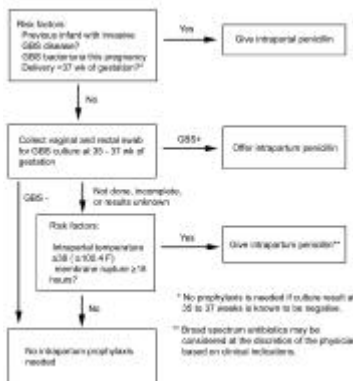 Risk factors:
Previous infant with invasive
GBS disease?
GBS bacteriuria this pregnancy
Delivery <37 wk of gestation?*
Yes
Give intrapartal penicillin
No
Collect vaginal and rectal swab
for GBS culture at 35 - 37 wk of
gestation
GBS+
Offer intrapartum penicillin
GBS -
Not done, incomplete,
or results unknown
Risk factors:
Intrapartal temperature
≥38 (≥100.4 F)
membrane rupture ≥18
hours?
Yes
Give intrapartum penicillin**
No
No intrapartum prophylaxis
needed
* No prophylaxis is needed if culture result at
35 to 37 weeks is known to be negative.
** Broad spectrum antibiotics may be
considered at the discretion of the physician
based on clinical indications.